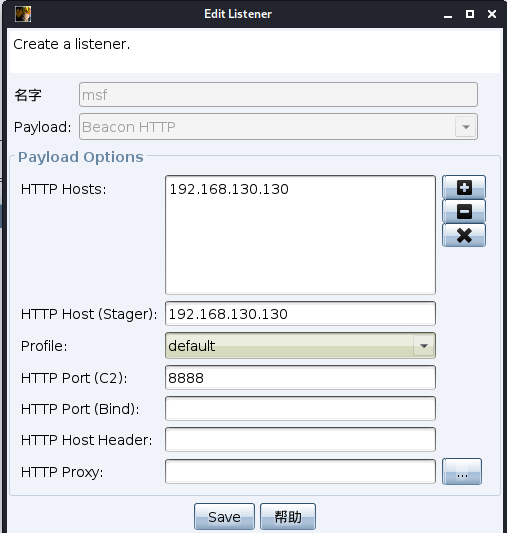 Edit Listener
Create a listener.
名字 msf
Payload: Beacon HTTP
Payload Options
HTTP Hosts: 192.168.130.130
HTTP Host (Stager): 192.168.130.130
Profile: default
HTTP Port (C2): 8888
HTTP Port (Bind):
HTTP Host Header:
HTTP Proxy: ...
Save 帮助